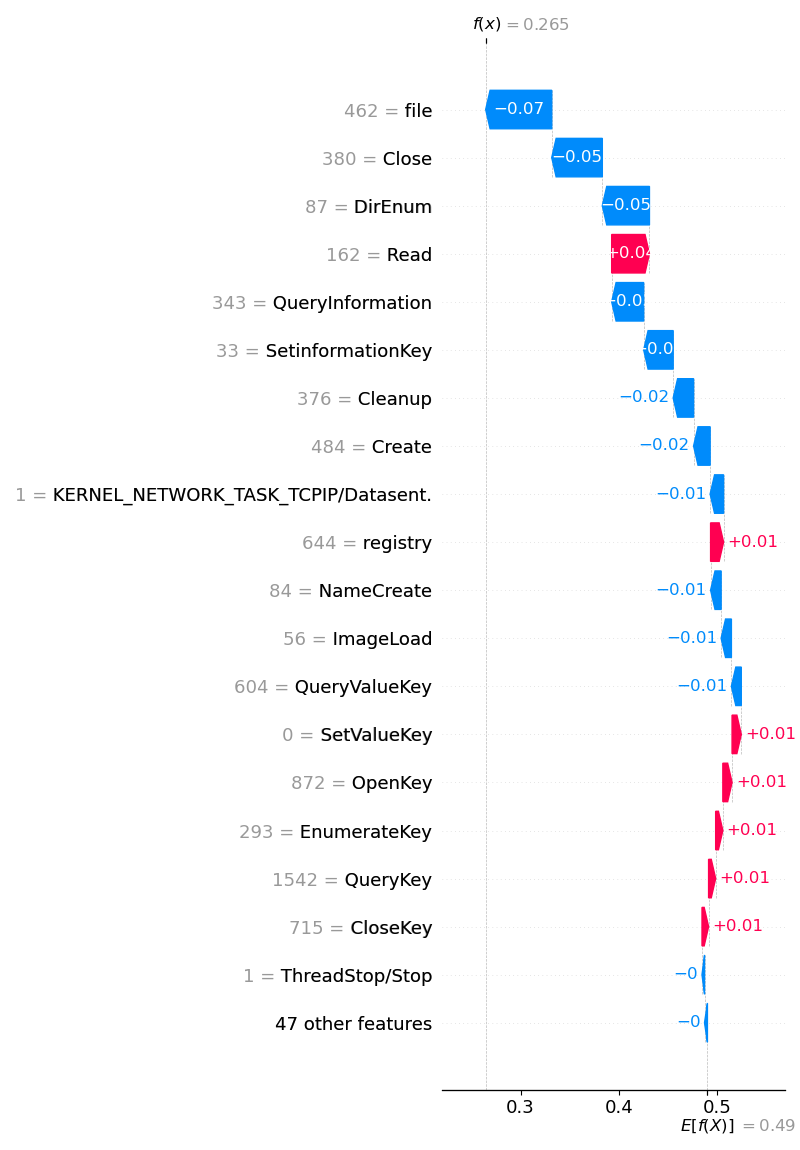 f(x) = 0.265
462 = file −0.07
380 = Close −0.05
87 = DirEnum −0.05
162 = Read +0.04
343 = QueryInformation
33 = SetinformationKey
376 = Cleanup −0.02
484 = Create −0.02
1 = KERNEL_NETWORK_TASK_TCPIP/Datasent. −0.01
644 = registry +0.01
84 = NameCreate −0.01
56 = ImageLoad −0.01
604 = QueryValueKey −0.01
0 = SetValueKey +0.01
872 = OpenKey +0.01
293 = EnumerateKey +0.01
1542 = QueryKey +0.01
715 = CloseKey +0.01
1 = ThreadStop/Stop −0
47 other features −0
0.3 0.4 0.5
E[f(X)] = 0.49